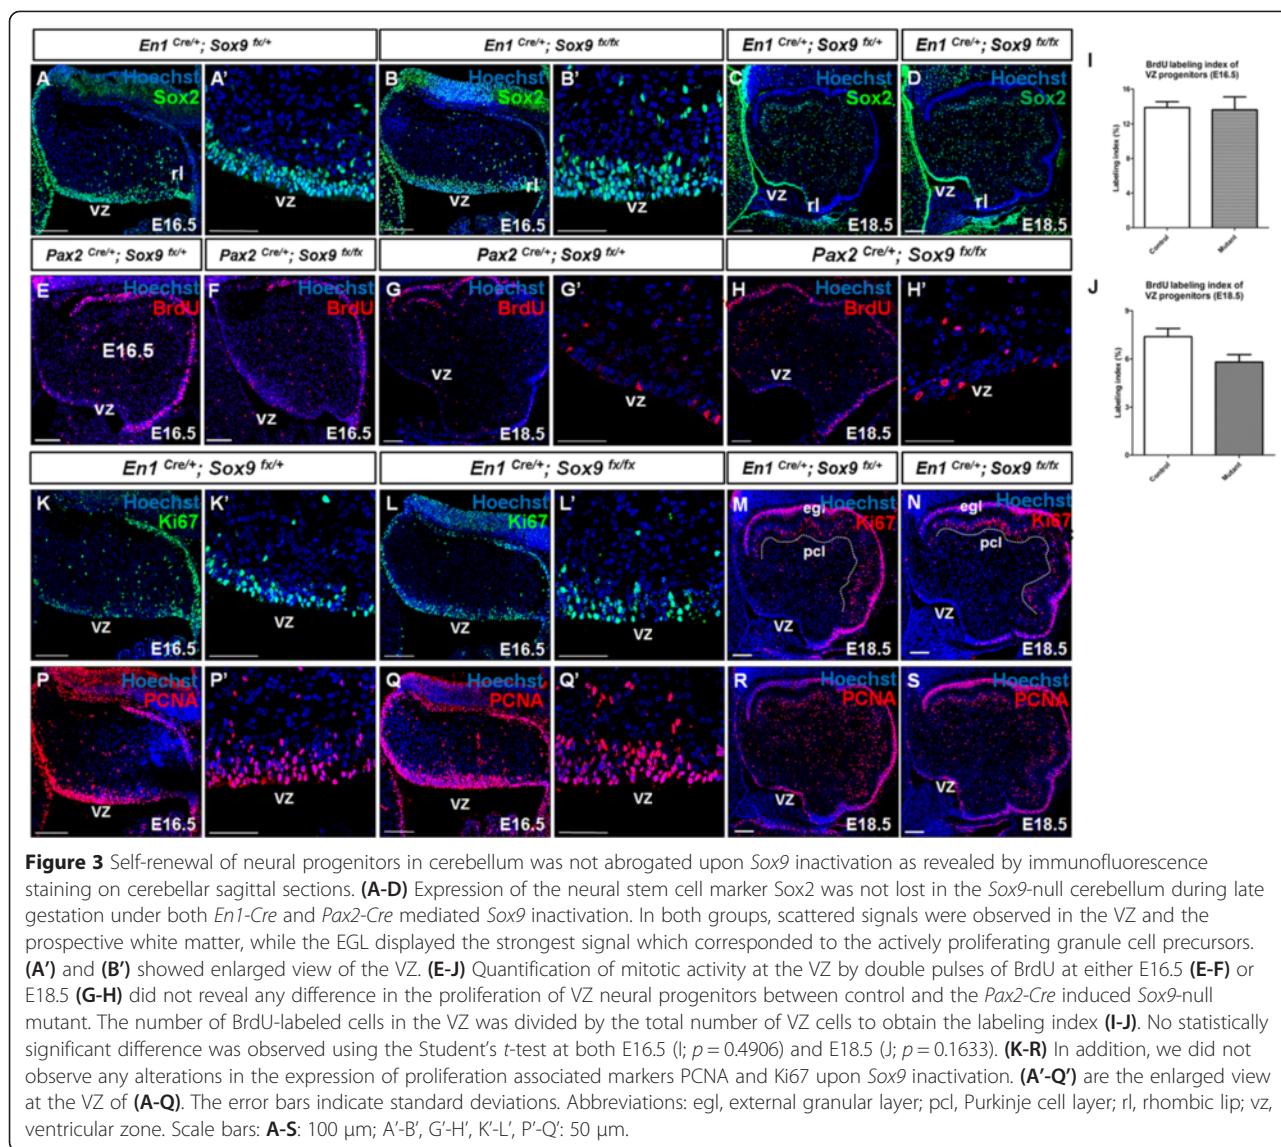 En1 Cre/+; Sox9 fx/+
En1 Cre/+; Sox9 fx/fx
En1 Cre/+; Sox9 fx/+
En1 Cre/+; Sox9 fx/fx
A
Hoechst
Sox2
rl
vz
E16.5
A'
vz
B
Hoechst
Sox2
rl
vz
E16.5
B'
vz
C
Hoechst
Sox2
vz
rl
E18.5
D
Hoechst
Sox2
vz
rl
E18.5
I
BrdU labeling index of
VZ progenitors (E16.5)
Labeling index (%)
16
12
8
4
0
Control
Mutant
Pax2 Cre/+; Sox9 fx/+
Pax2 Cre/+; Sox9 fx/fx
Pax2 Cre/+; Sox9 fx/+
Pax2 Cre/+; Sox9 fx/fx
E
Hoechst
BrdU
E16.5
vz
E16.5
F
Hoechst
BrdU
vz
E16.5
G
Hoechst
BrdU
vz
E18.5
G'
vz
H
Hoechst
BrdU
vz
E18.5
H'
vz
J
BrdU labeling index of
VZ progenitors (E18.5)
Labeling index (%)
9
6
3
0
Control
Mutant
En1 Cre/+; Sox9 fx/+
En1 Cre/+; Sox9 fx/fx
En1 Cre/+; Sox9 fx/+
En1 Cre/+; Sox9 fx/fx
K
Hoechst
Ki67
vz
E16.5
K'
vz
L
Hoechst
Ki67
vz
E16.5
L'
vz
M
Hoechst
egl
Ki67
pcl
vz
E18.5
N
Hoechst
egl
Ki67
pcl
vz
E18.5
P
Hoechst
PCNA
vz
E16.5
P'
vz
Q
Hoechst
PCNA
vz
E16.5
Q'
vz
R
Hoechst
PCNA
vz
E18.5
S
Hoechst
PCNA
vz
E18.5
Figure 3 Self-renewal of neural progenitors in cerebellum was not abrogated upon Sox9 inactivation as revealed by immunofluorescence
staining on cerebellar sagittal sections. (A-D) Expression of the neural stem cell marker Sox2 was not lost in the Sox9-null cerebellum during late
gestation under both En1-Cre and Pax2-Cre mediated Sox9 inactivation. In both groups, scattered signals were observed in the VZ and the
prospective white matter, while the EGL displayed the strongest signal which corresponded to the actively proliferating granule cell precursors.
(A') and (B') showed enlarged view of the VZ. (E-J) Quantification of mitotic activity at the VZ by double pulses of BrdU at either E16.5 (E-F) or
E18.5 (G-H) did not reveal any difference in the proliferation of VZ neural progenitors between control and the Pax2-Cre induced Sox9-null
mutant. The number of BrdU-labeled cells in the VZ was divided by the total number of VZ cells to obtain the labeling index (I-J). No statistically
significant difference was observed using the Student's t-test at both E16.5 (I; p = 0.4906) and E18.5 (J; p = 0.1633). (K-R) In addition, we did not
observe any alterations in the expression of proliferation associated markers PCNA and Ki67 upon Sox9 inactivation. (A'-Q') are the enlarged view
at the VZ of (A-Q). The error bars indicate standard deviations. Abbreviations: egl, external granular layer; pcl, Purkinje cell layer; rl, rhombic lip; vz,
ventricular zone. Scale bars: A-S: 100 μm; A'-B', G'-H', K'-L', P'-Q': 50 μm.